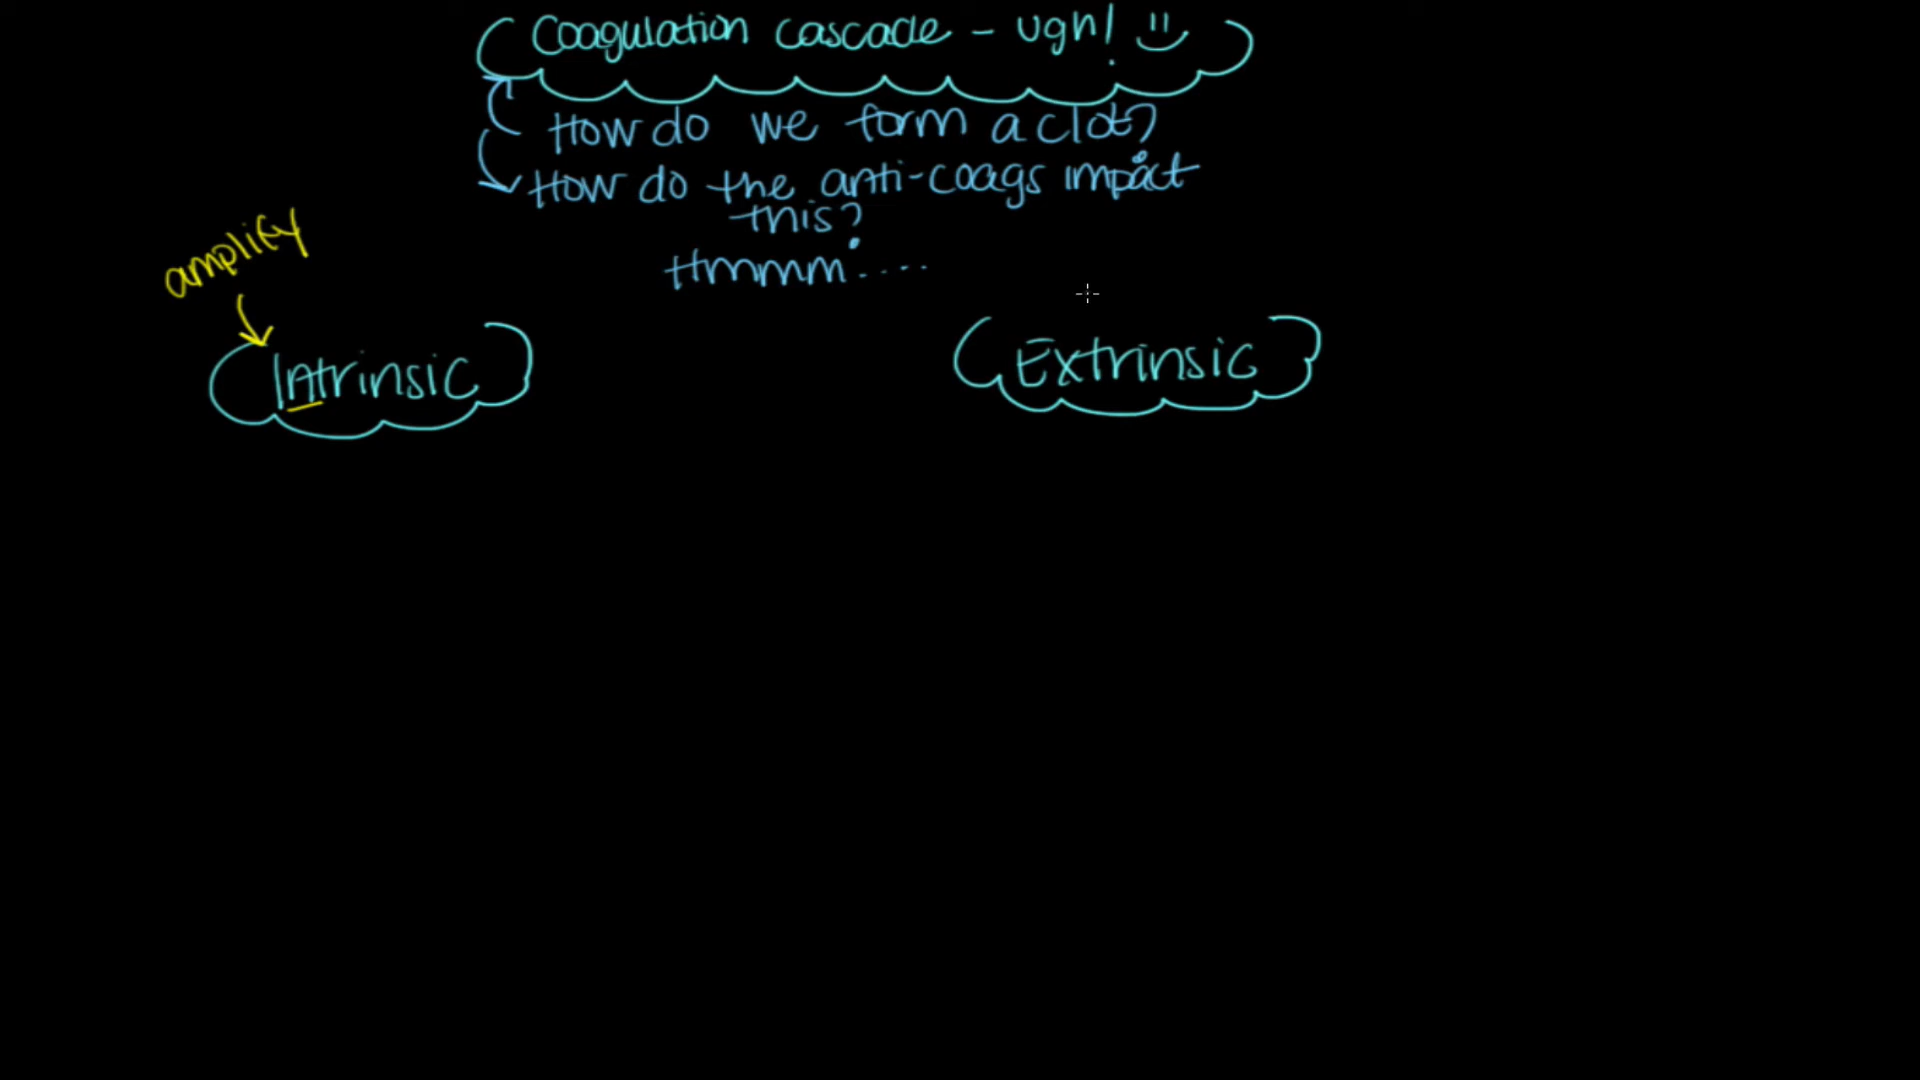 Coagulation cascade - ugh!
How do we form a clot?
How do the anti-coags impact
this?
Hmmm....
amplify
Intrinsic
Extrinsic